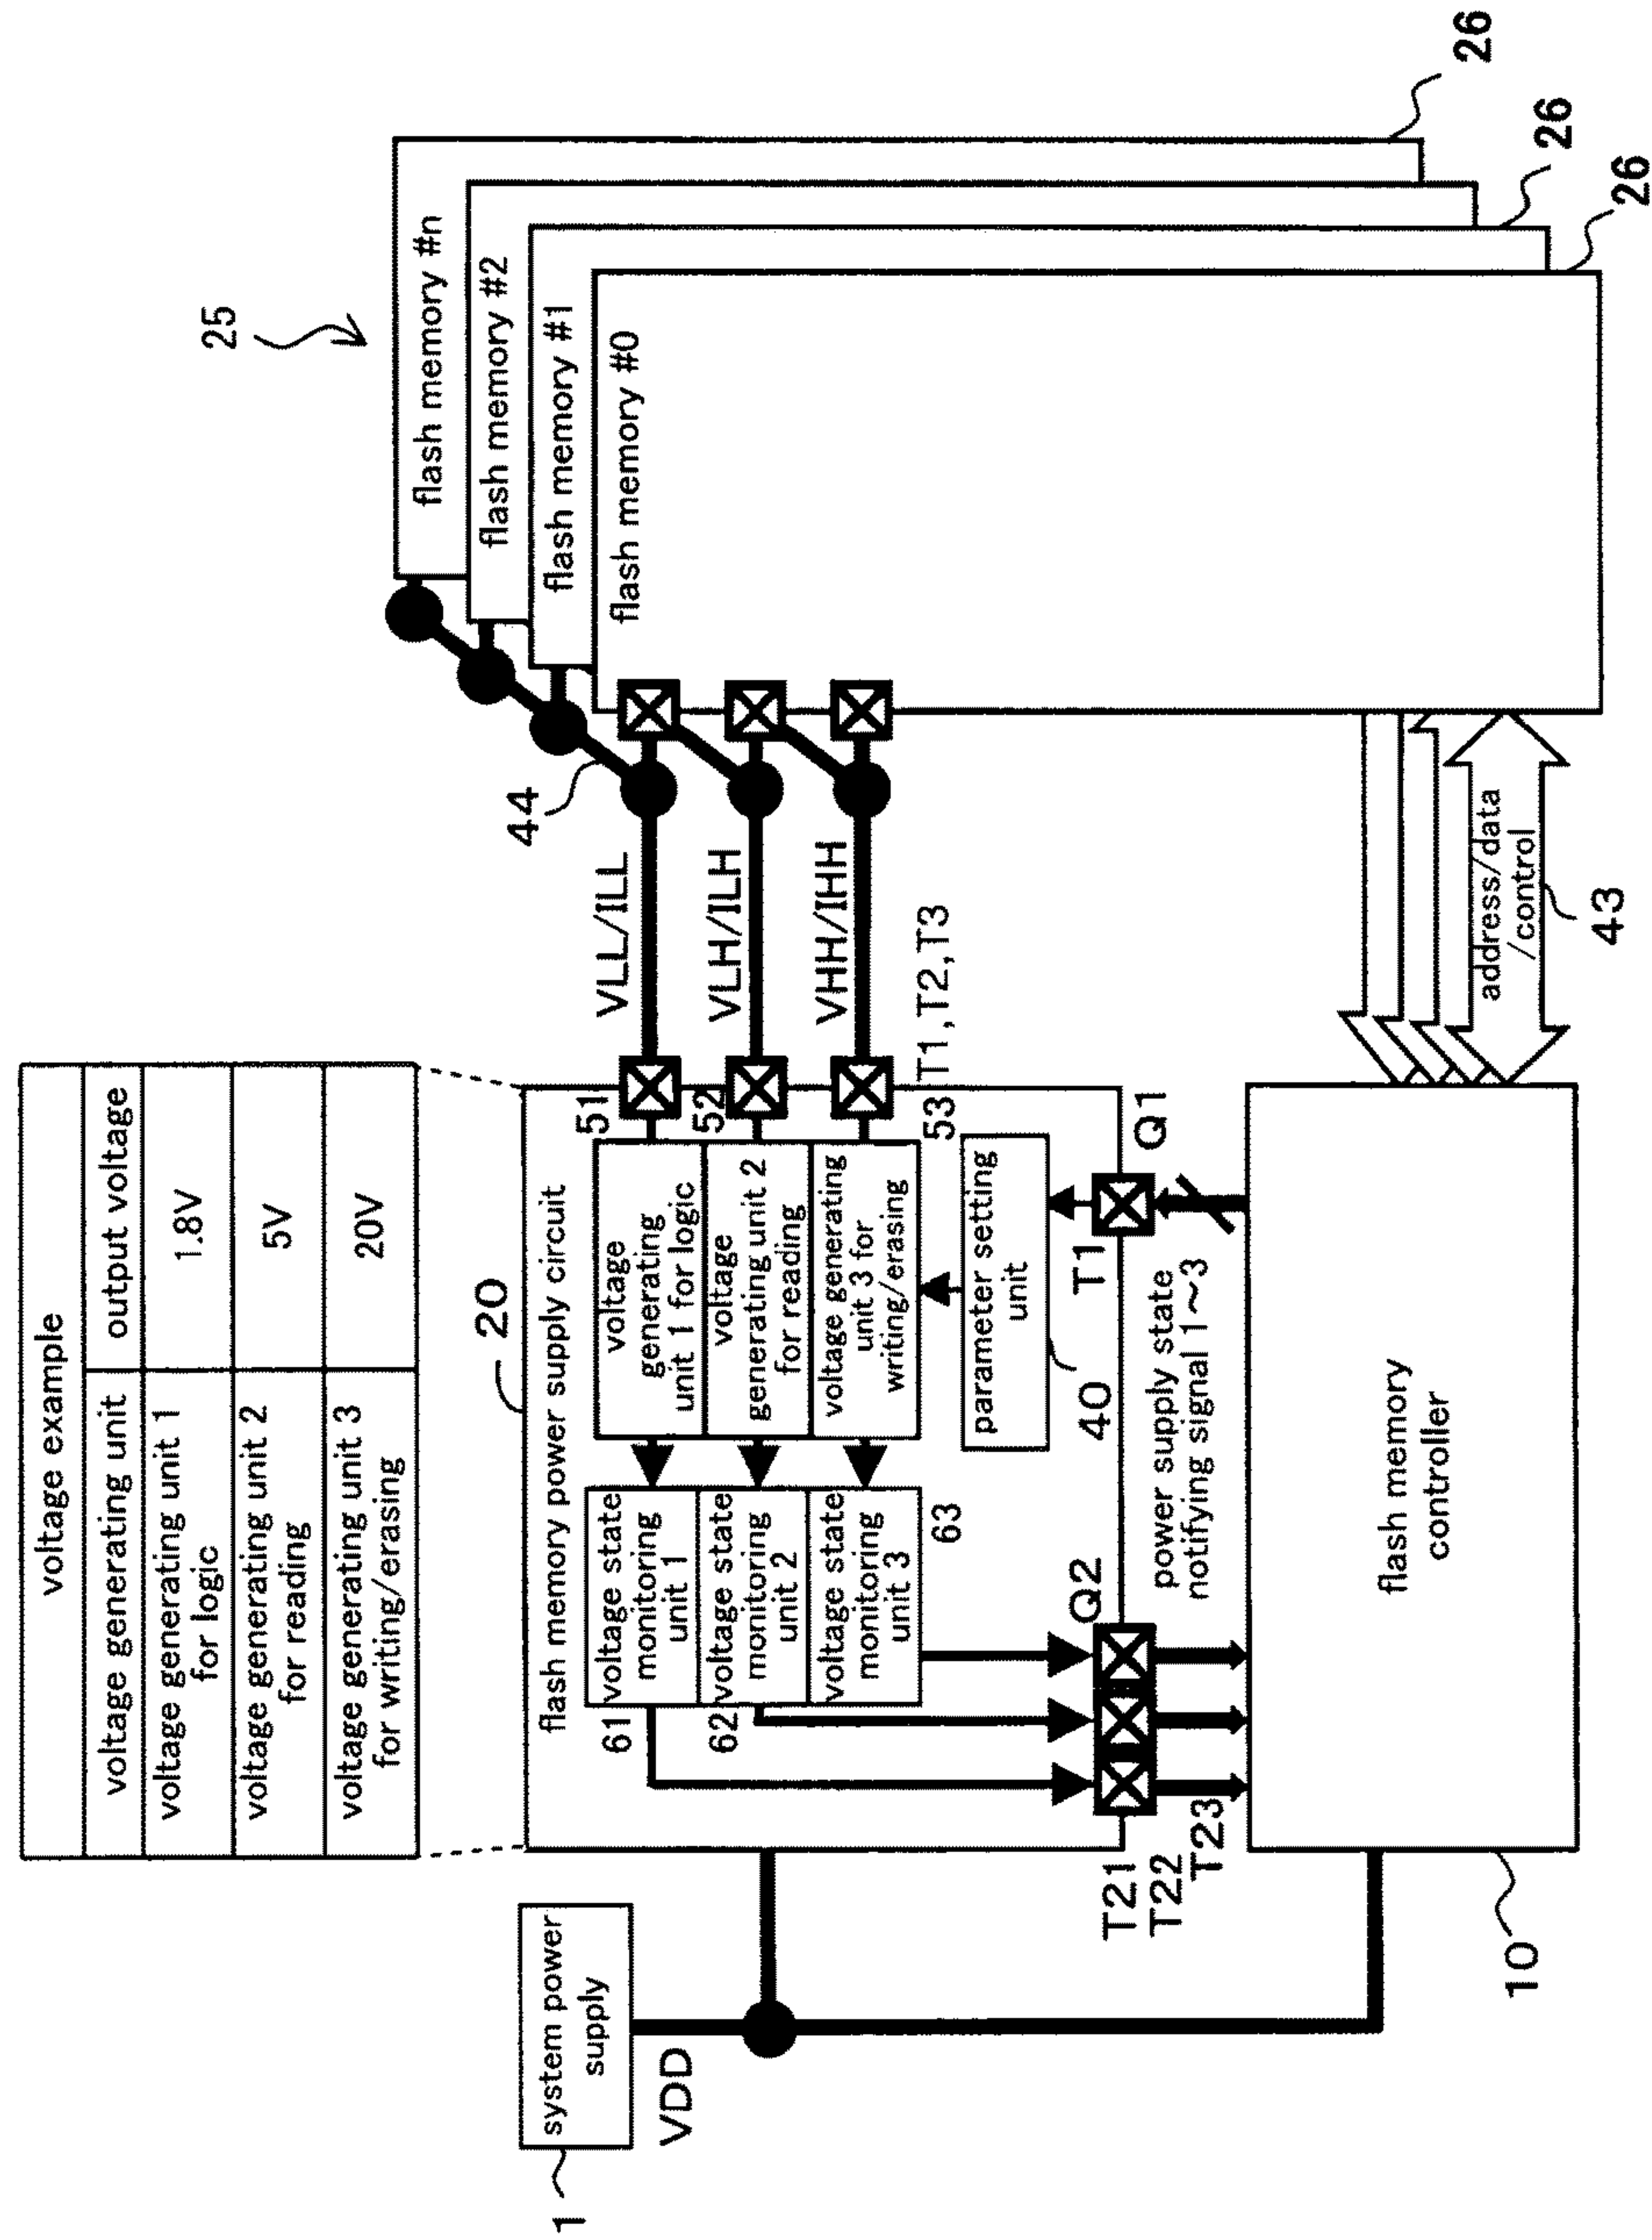 voltage example
voltage generating unit
output voltage
voltage generating unit 1
for logic
1.8V
voltage generating unit 2
for reading
5V
voltage generating unit 3
for writing/erasing
20V
25
flash memory #n
flash memory #2
flash memory #1
flash memory #0
26
26
26
26
44
1
system power
supply
VDD
20
flash memory power supply circuit
61
voltage state
monitoring
unit 1
62
voltage state
monitoring
unit 2
voltage state
monitoring
unit 3
63
voltage
generating
unit 1 for logic
51
voltage
generating unit 2
for reading
52
voltage generating
unit 3 for
writing/erasing
53
VLL/ILL
VLH/ILH
VHH/IHH
T1,T2,T3
parameter setting
unit
40
T1
Q1
Q2
T21
T22
T23
power supply state
notifying signal 1~3
flash memory
controller
10
address/data
/control
43